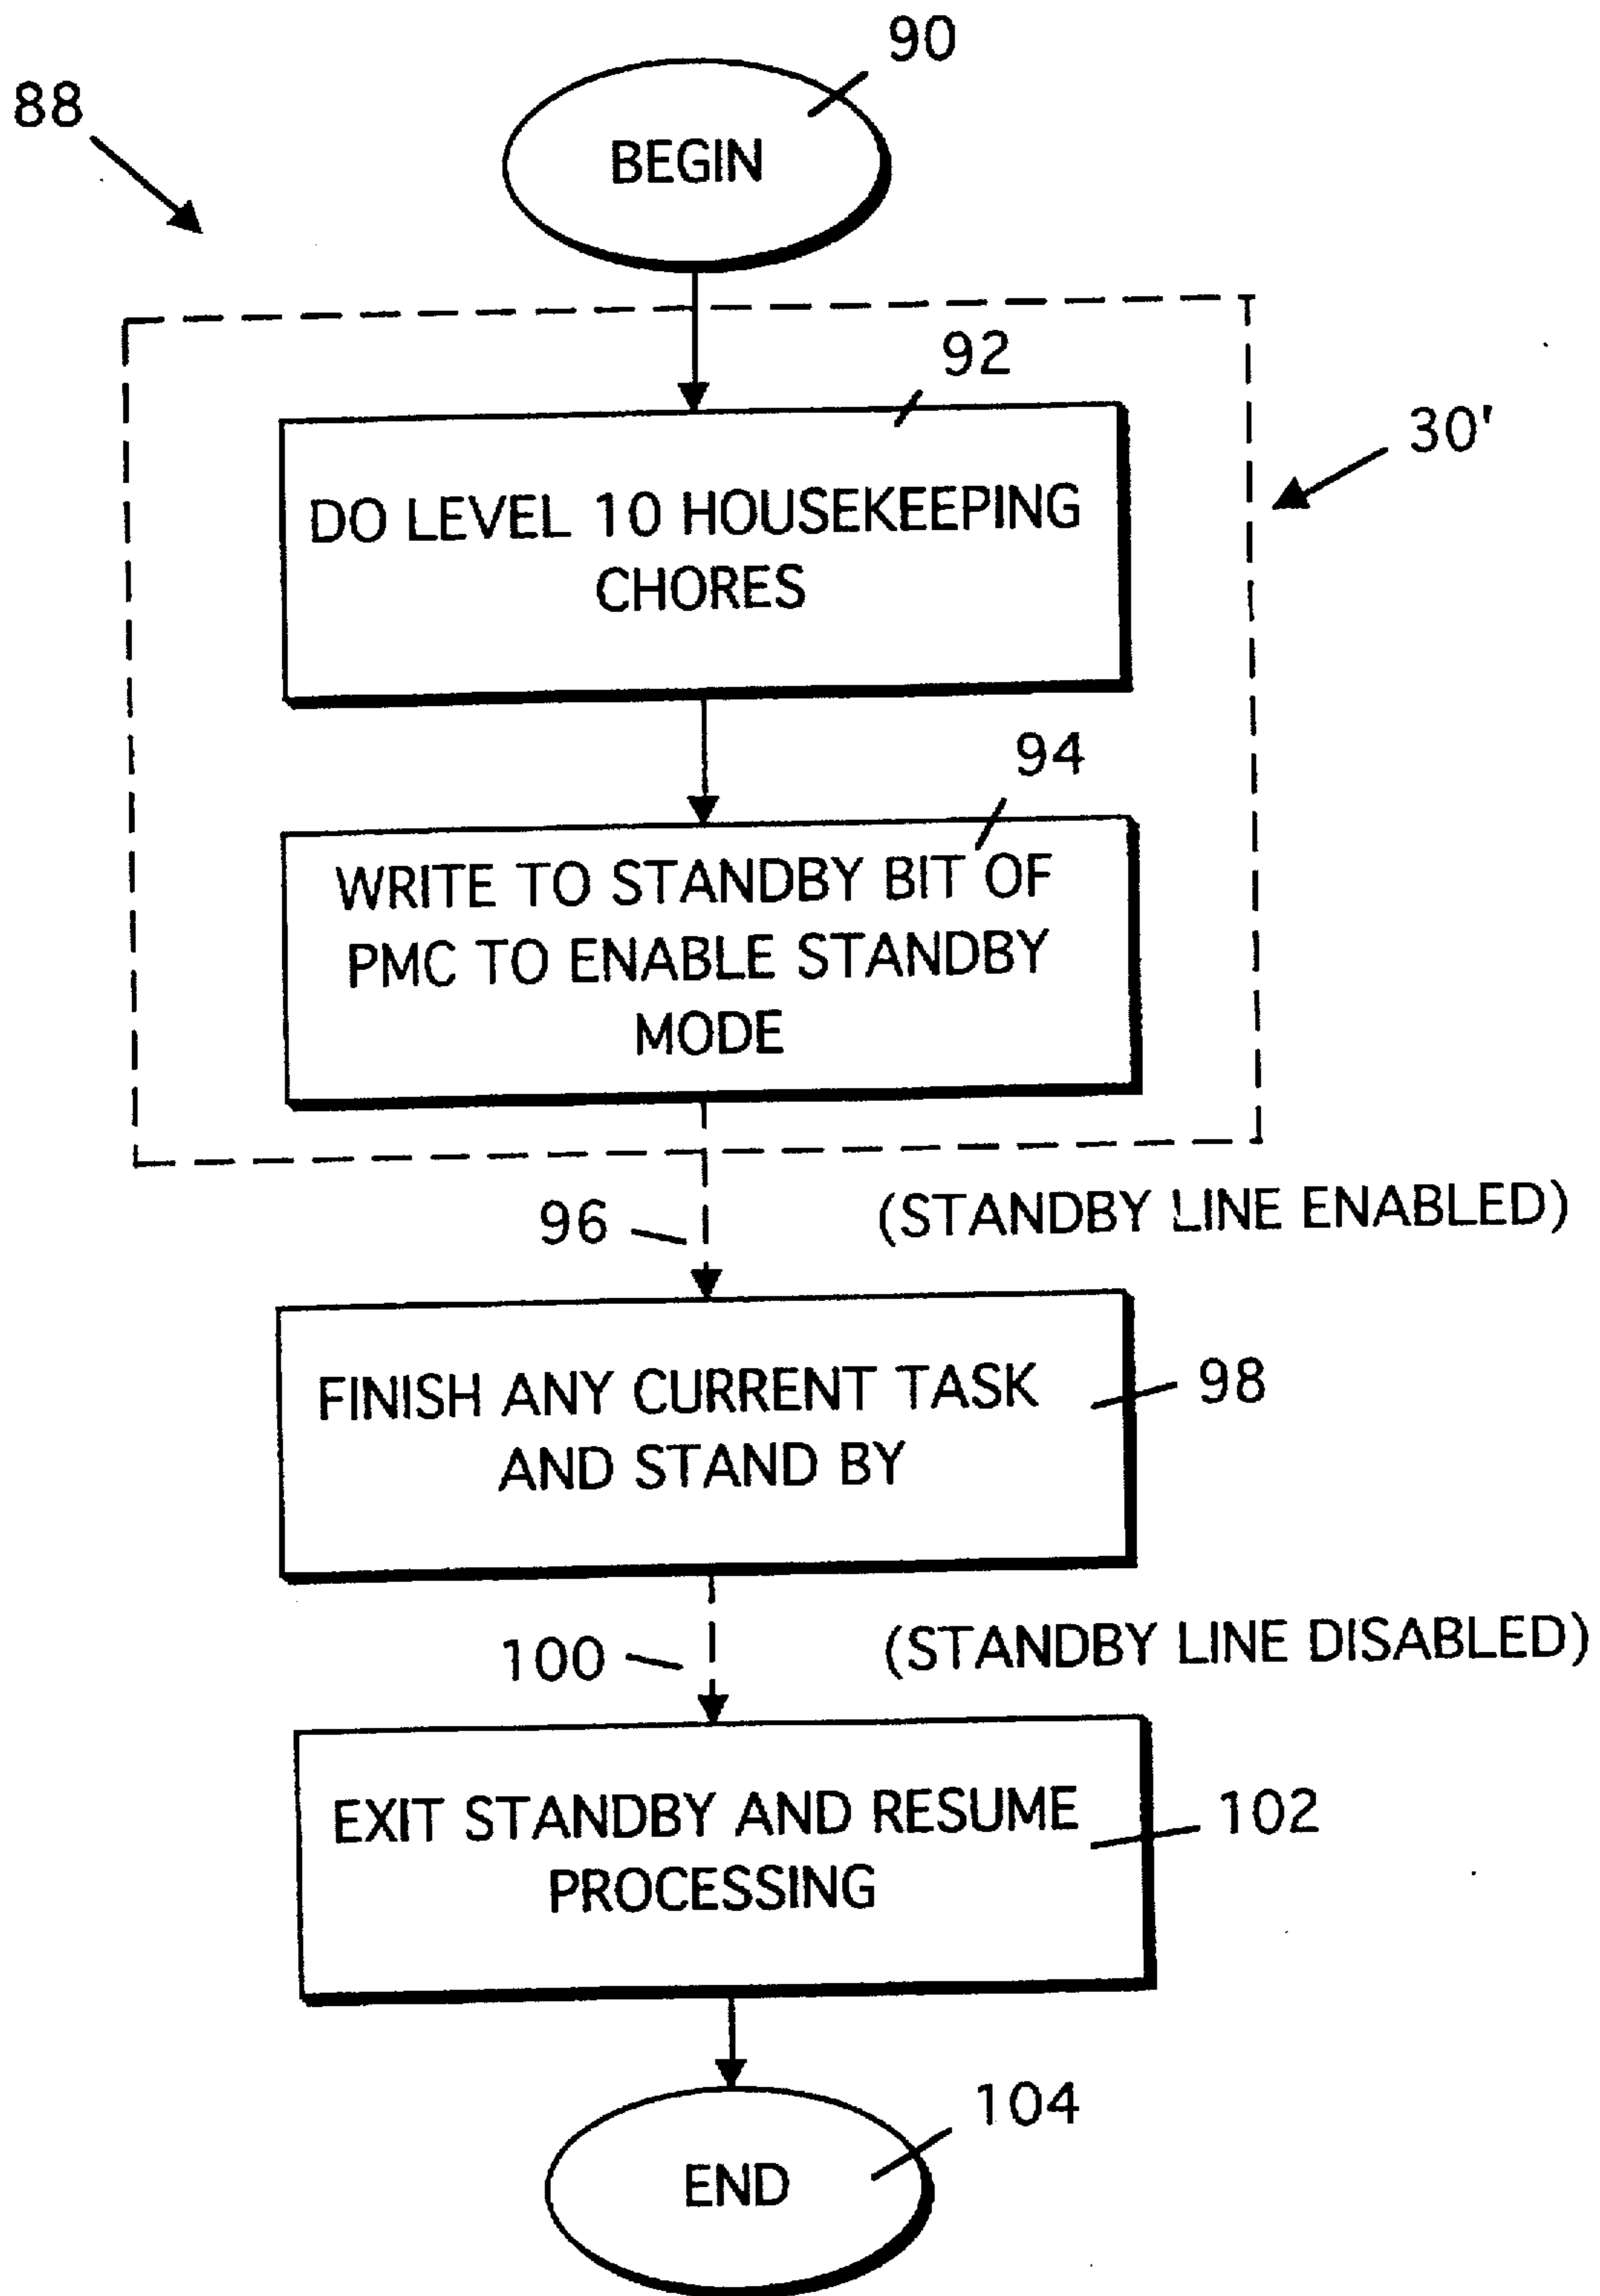 90
88
BEGIN
92
30'
DO LEVEL 10 HOUSEKEEPING
CHORES
94
WRITE TO STANDBY BIT OF
PMC TO ENABLE STANDBY
MODE
96
(STANDBY LINE ENABLED)
FINISH ANY CURRENT TASK
AND STAND BY
98
100
(STANDBY LINE DISABLED)
EXIT STANDBY AND RESUME
PROCESSING
102
104
END